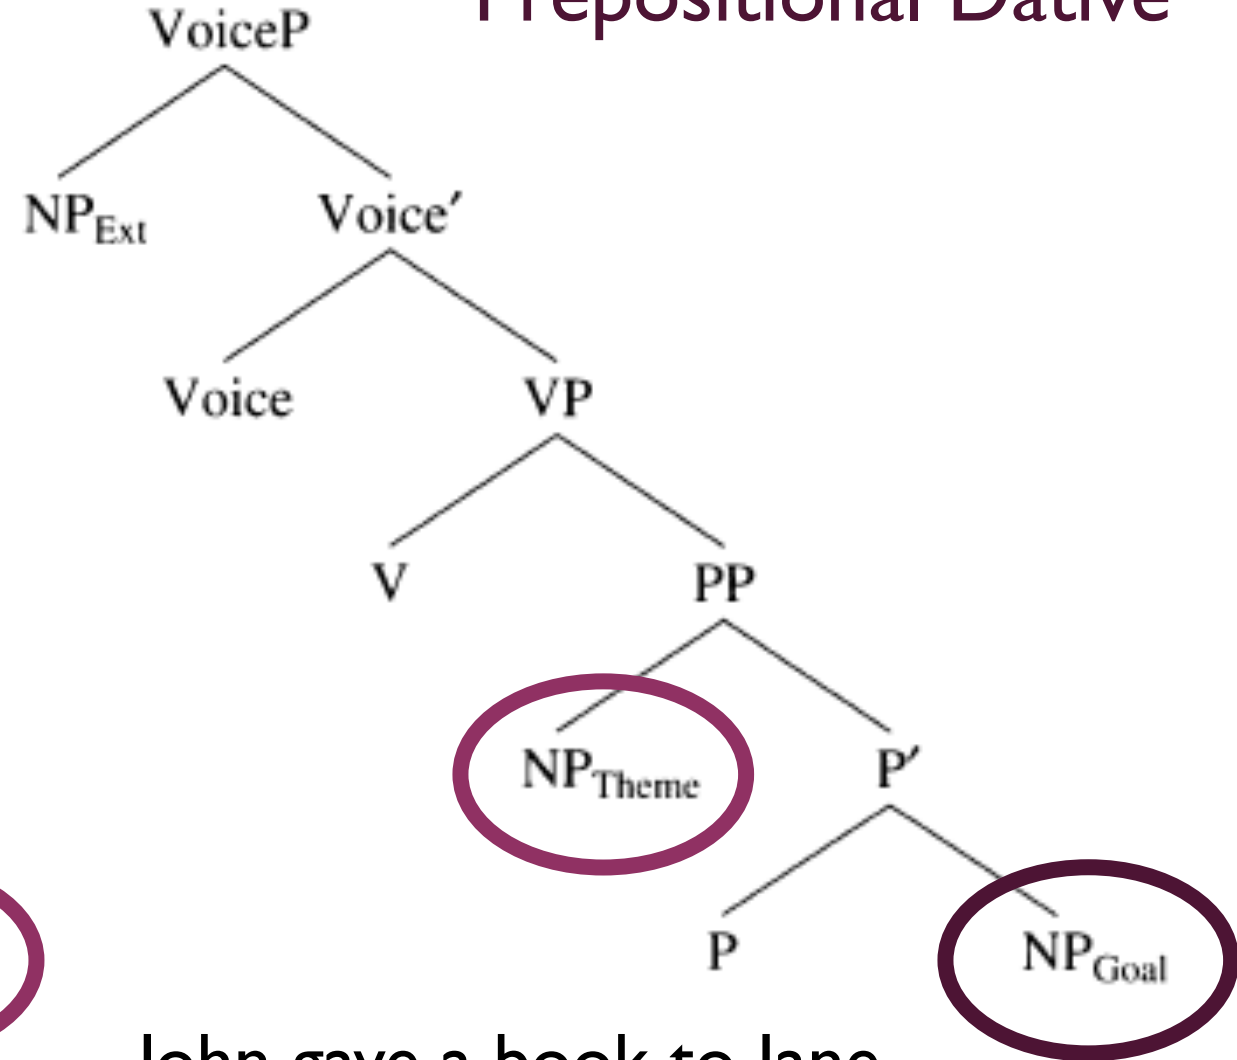 Prepositional Dative
VoiceP
NPExt Voice′
Voice VP
V PP
NPTheme P′
P NPGoal
John gave a book to Jane